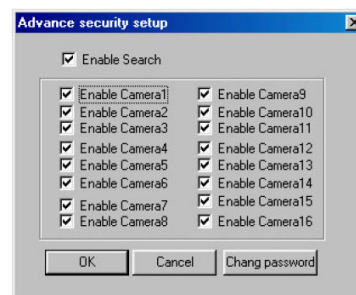 Advance security setup
Enable Search
Enable Camera1
Enable Camera2
Enable Camera3
Enable Camera4
Enable Camera5
Enable Camera6
Enable Camera7
Enable Camera8
Enable Camera9
Enable Camera10
Enable Camera11
Enable Camera12
Enable Camera13
Enable Camera14
Enable Camera15
Enable Camera16
OK
Cancel
Chang password